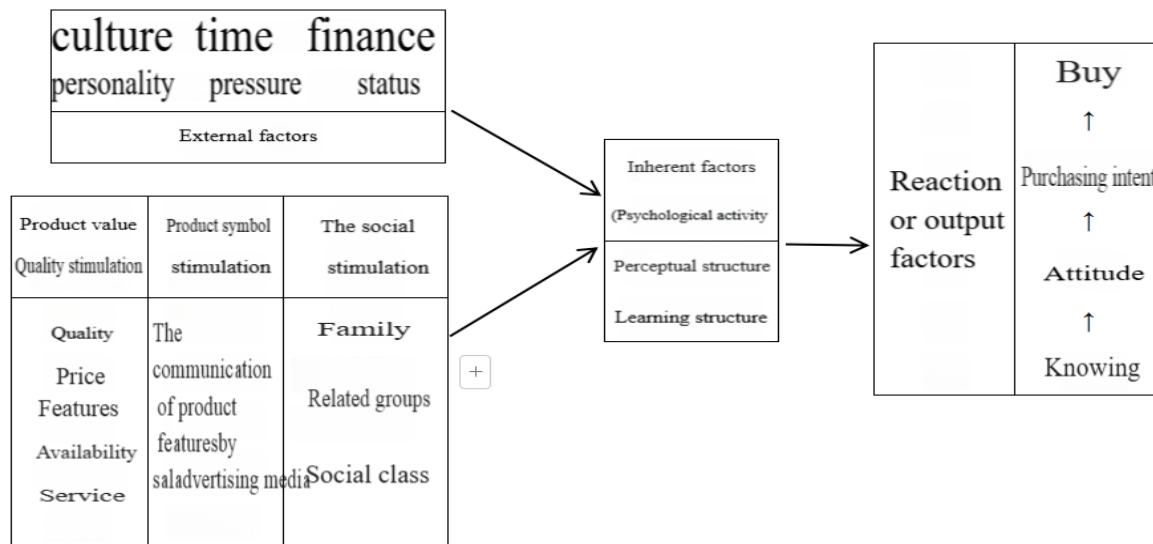 culture time finance
personality pressure status
External factors
Product value
Quality stimulation
Product symbol
stimulation
The social
stimulation
Quality
Price
Features
Availability
Service
The
communication
of product
featuresby
saladvertising media
Family
Related groups
Social class
Inherent factors
(Psychological activity
Perceptual structure
Learning structure
Reaction
or output
factors
Buy
↑
Purchasing intent
↑
Attitude
↑
Knowing